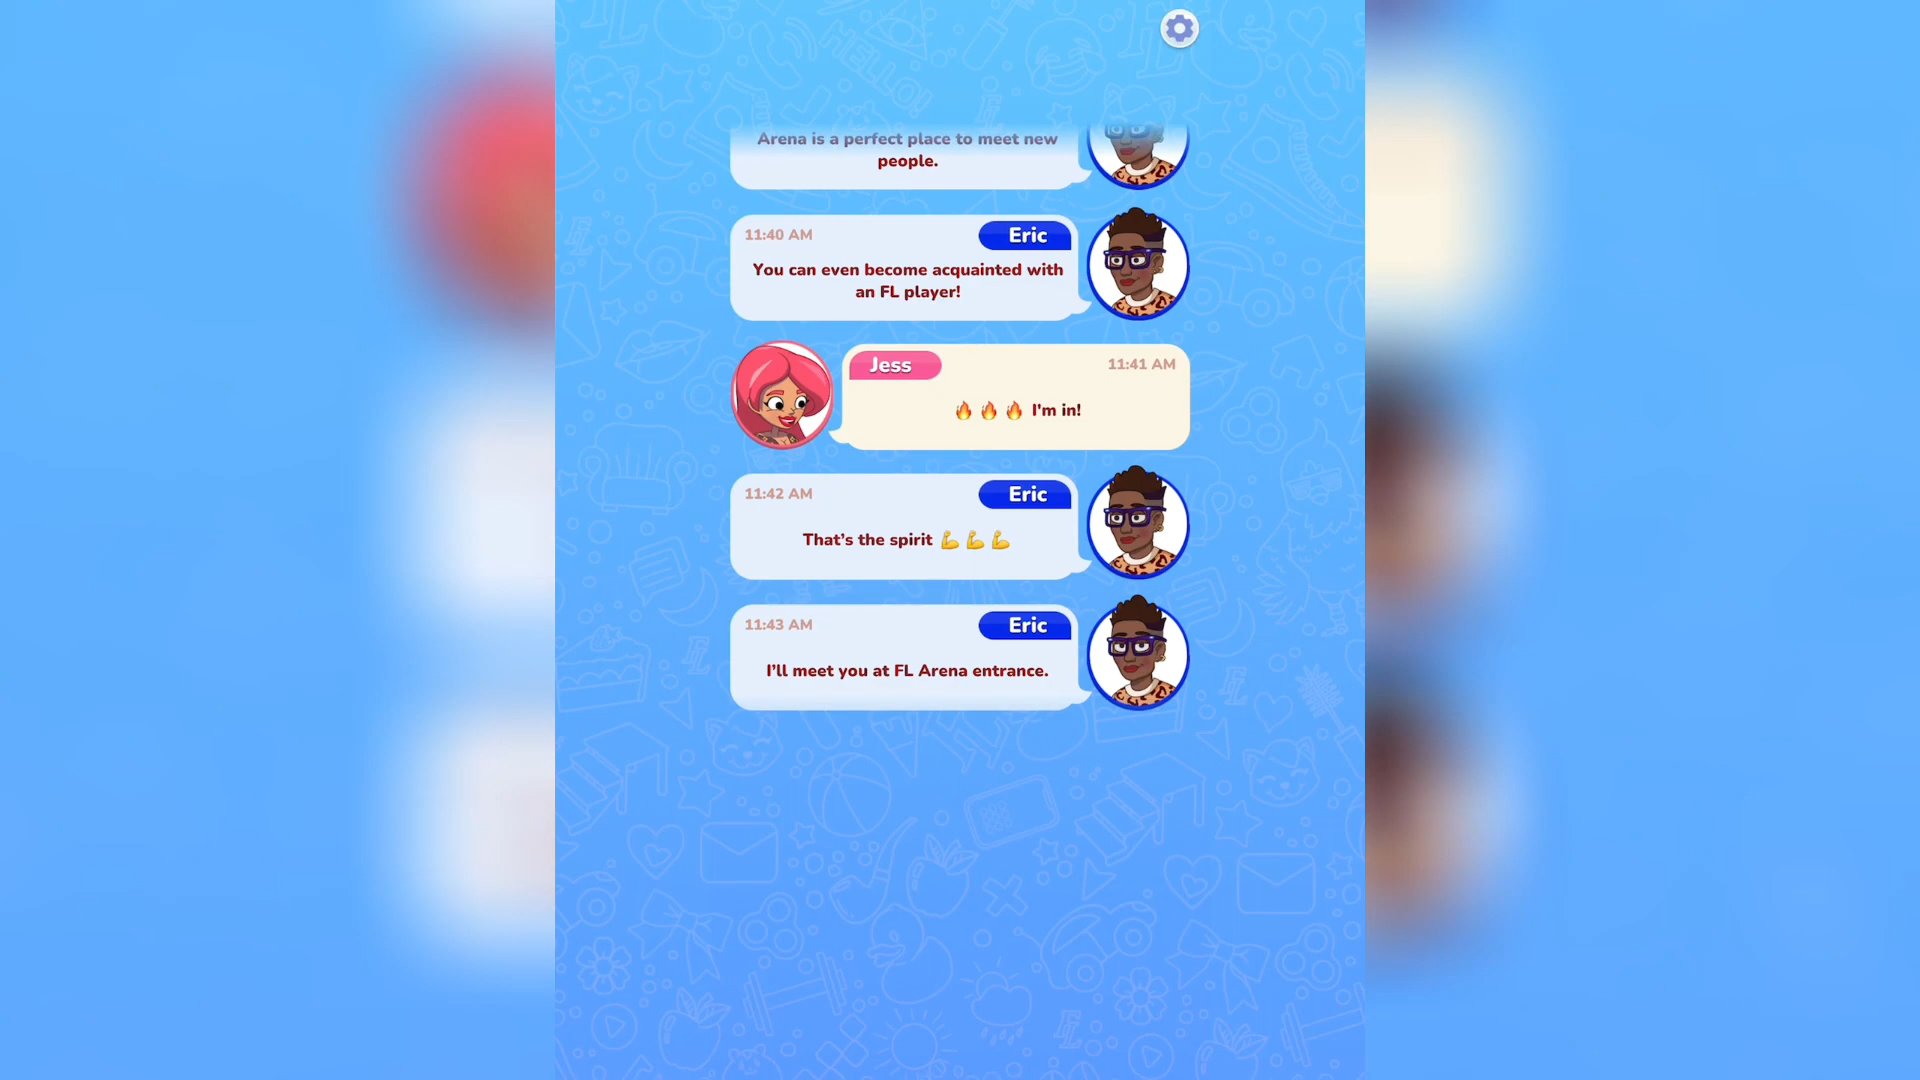 HELLO!
Arena is a perfect place to meet new
people.
11:40 AM
Eric
You can even become acquainted with
an FL player!
Jess
11:41 AM
🔥 🔥 🔥 I'm in!
11:42 AM
Eric
That’s the spirit 💪 💪 💪
11:43 AM
Eric
I’ll meet you at FL Arena entrance.